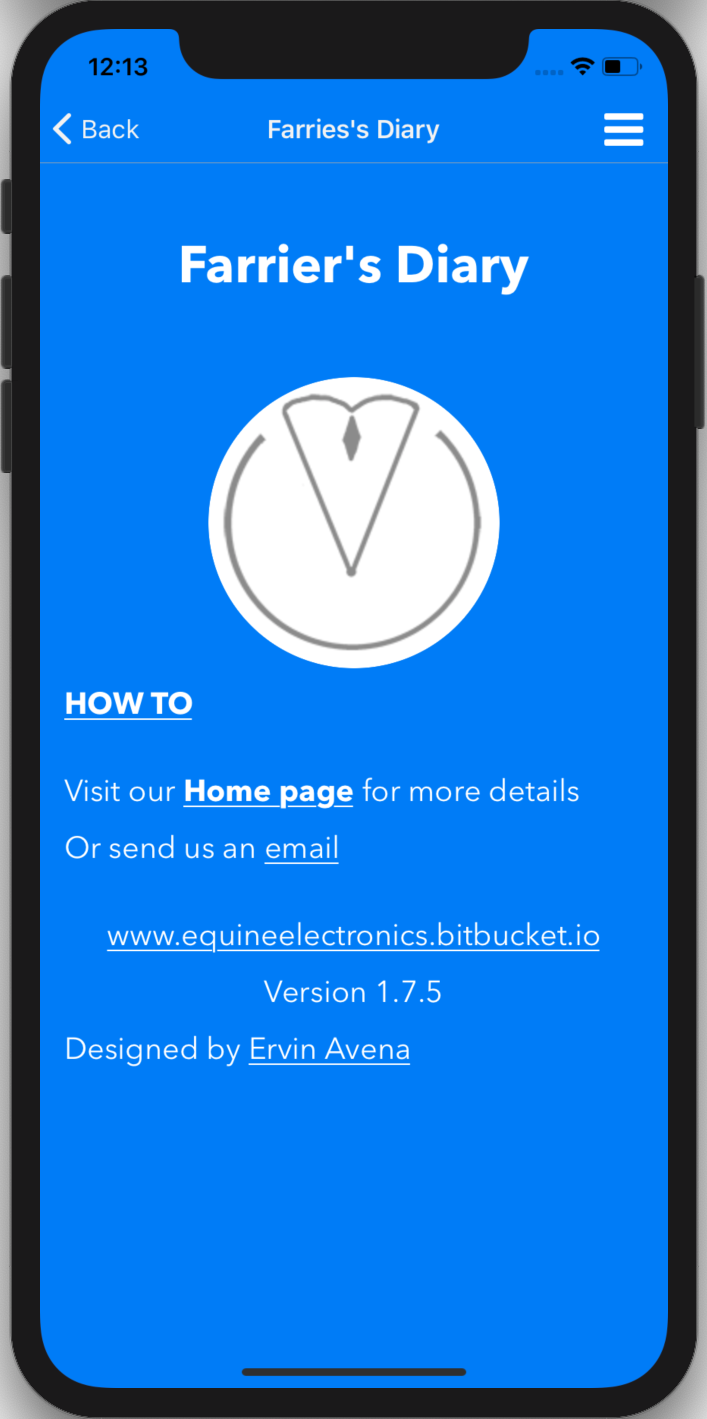 12:13
Back Farries's Diary
Farrier's Diary
HOW TO
Visit our Home page for more details
Or send us an email
www.equineelectronics.bitbucket.io
Version 1.7.5
Designed by Ervin Avena